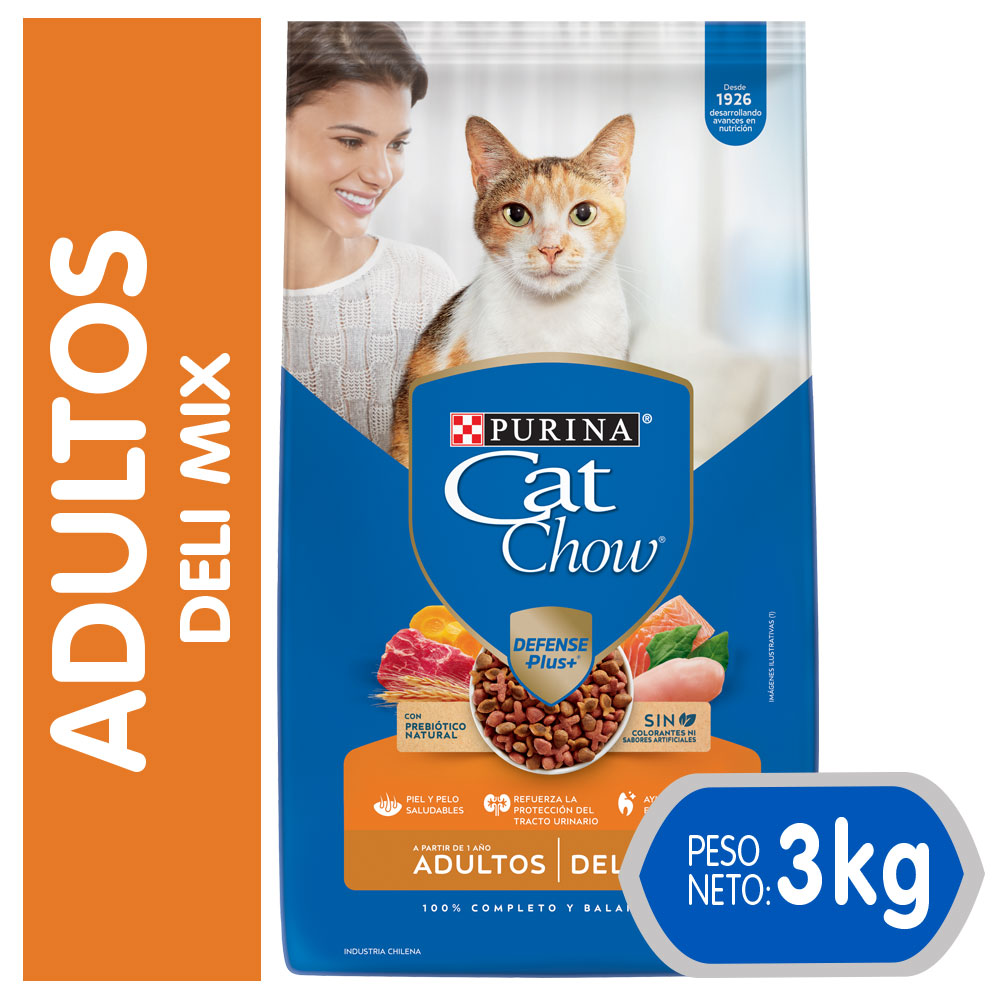 ADULTOS
DELI MIX
Desde
1926
desarrollando
avances en
nutrición
PURINA®
Cat
Chow®
DEFENSE
Plus+®
CON
PREBIÓTICO
NATURAL
SIN
COLORANTES NI
SABORES ARTIFICIALES
IMÁGENES ILUSTRATIVAS (1)
PIEL Y PELO
SALUDABLES
REFUERZA LA
PROTECCIÓN DEL
TRACTO URINARIO
A PARTIR DE 1 AÑO
ADULTOS | DEL
100% COMPLETO Y BALA
INDUSTRIA CHILENA
PESO
NETO: 3kg